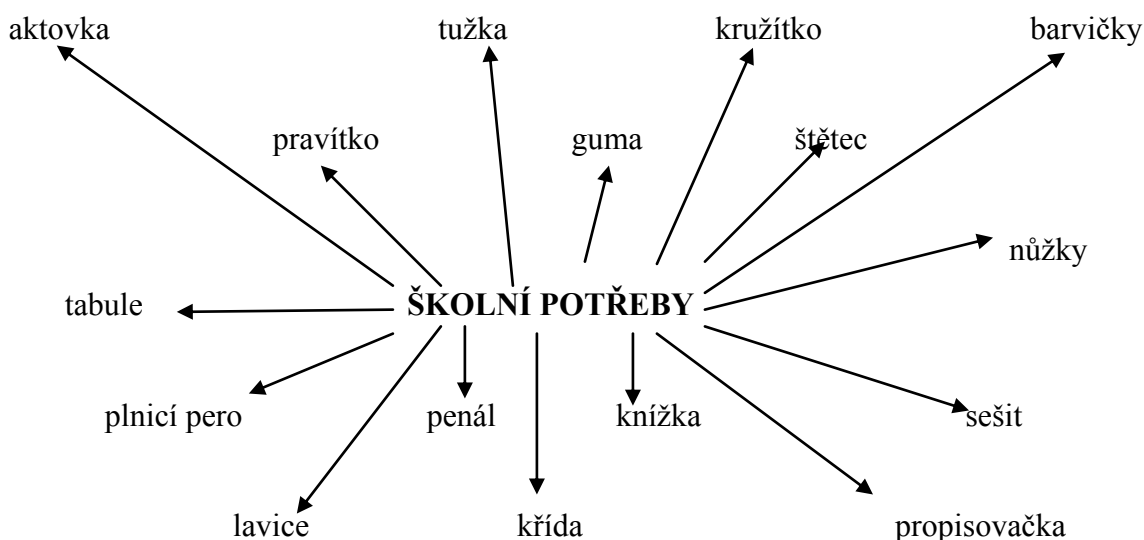 aktovka tužka kružítko barvičky
pravítko guma štětec
nůžky
tabule ŠKOLNÍ POTŘEBY
plnicí pero penál knížka sešit
lavice křída propisovačka